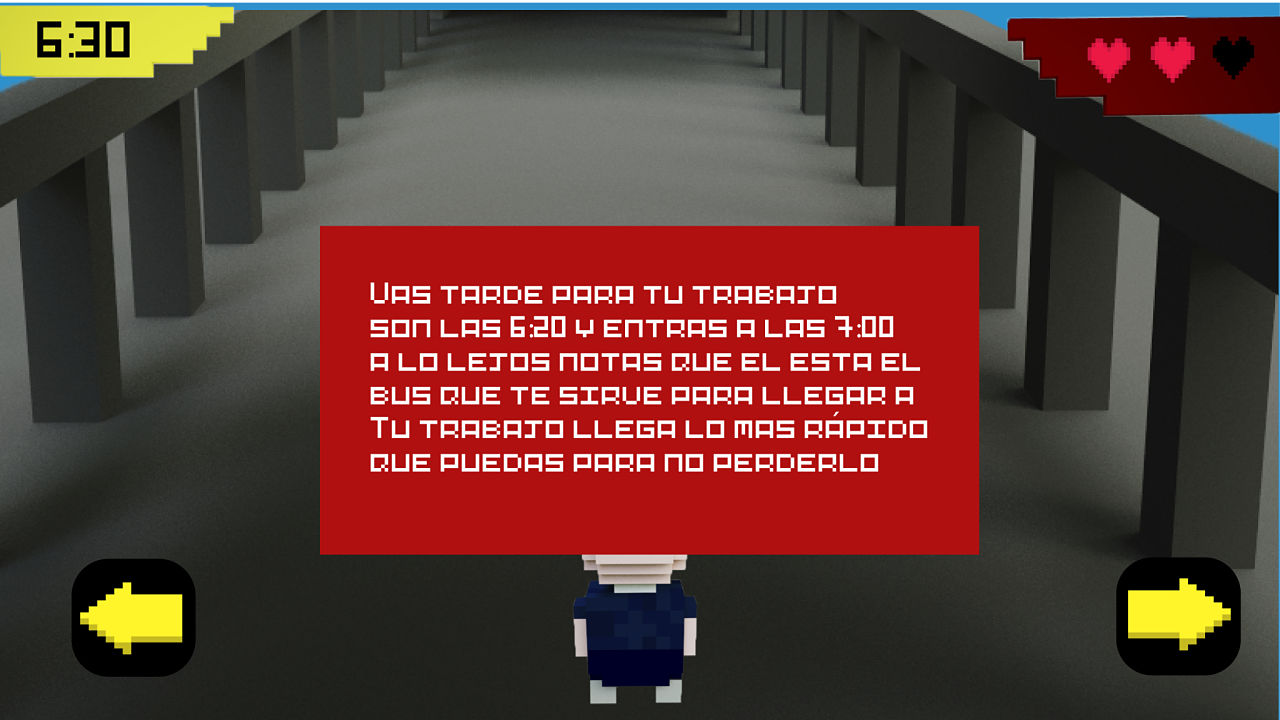 6:30
Vas tarde para tu trabajo
son las 6:20 y entras a las 7:00
a lo lejos notas que el esta el
bus que te sirve para llegar a
Tu trabajo llega lo mas rápido
que puedas para no perderlo